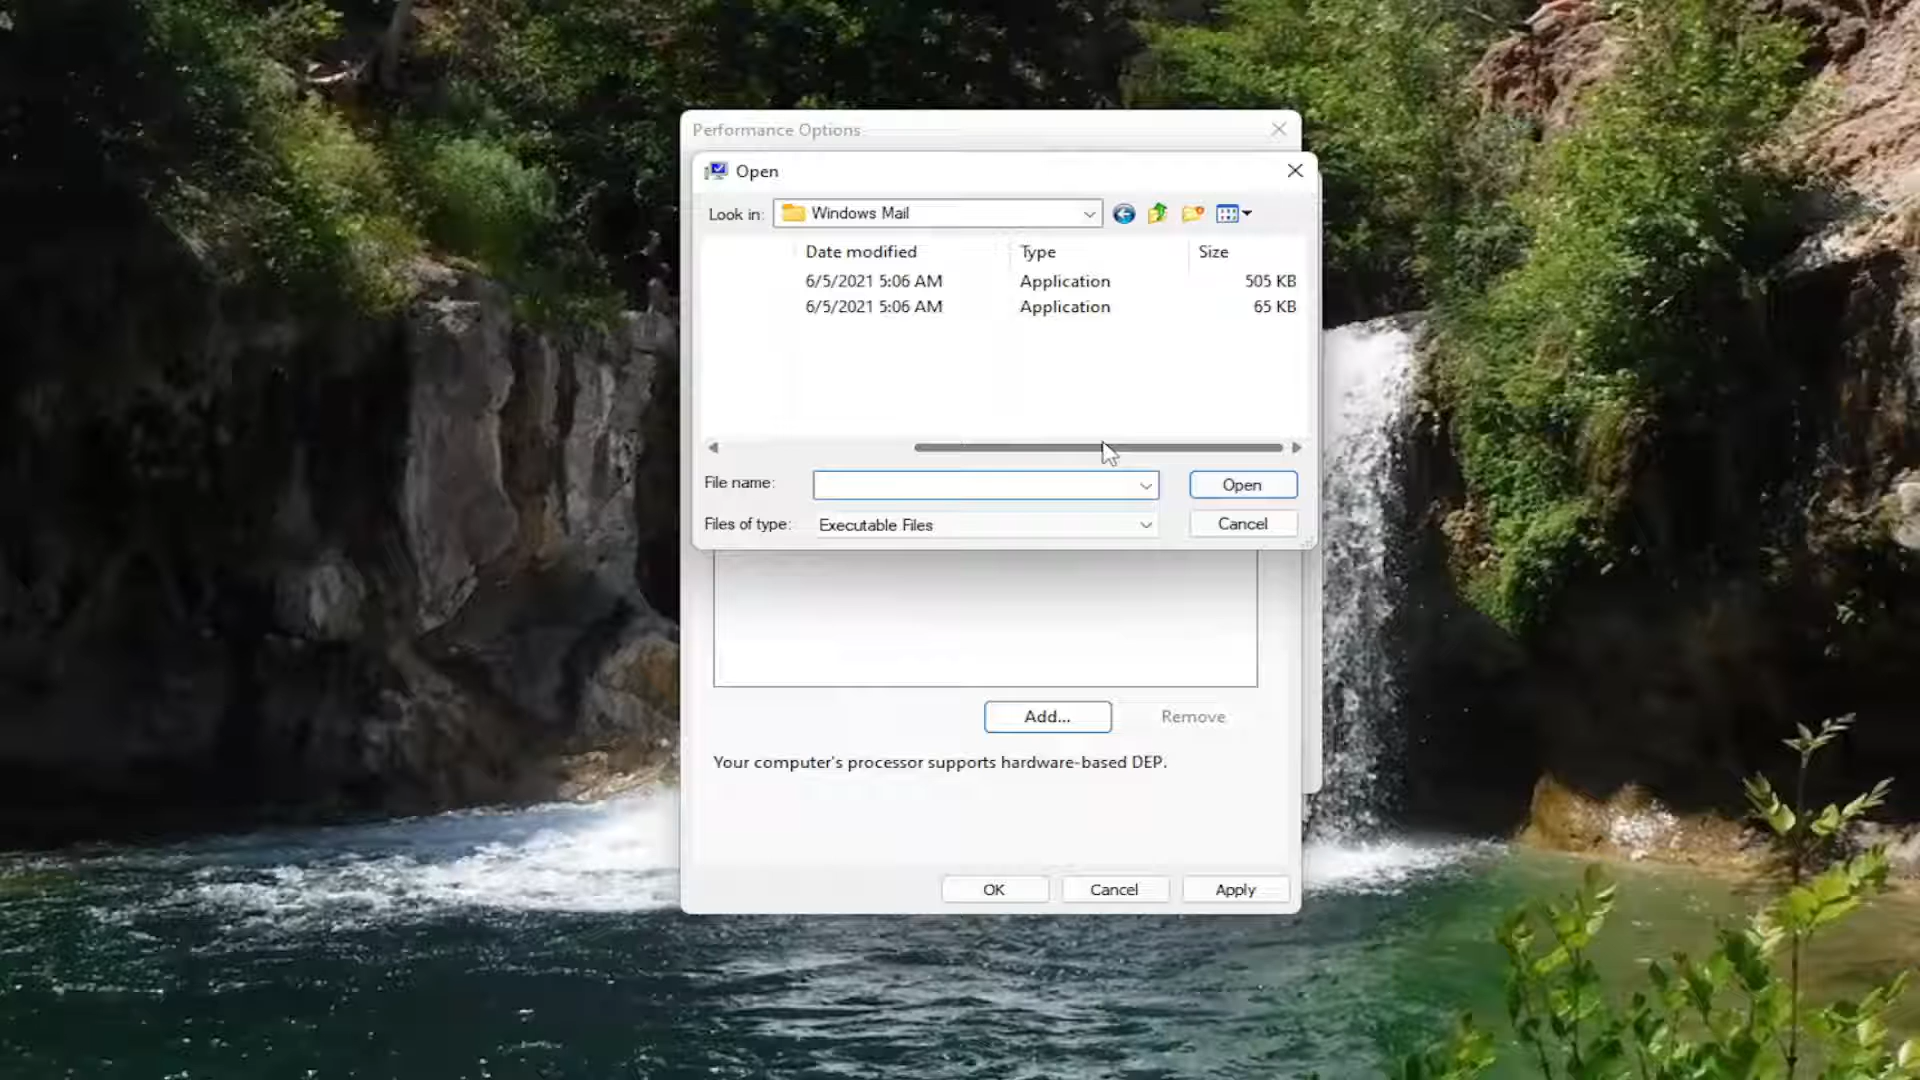 Performance Options
Open
Look in: Windows Mail
Date modified Type Size
6/5/2021 5:06 AM Application 505 KB
6/5/2021 5:06 AM Application 65 KB
File name: Open
Files of type: Executable Files Cancel
Add... Remove
Your computer's processor supports hardware-based DEP.
OK Cancel Apply